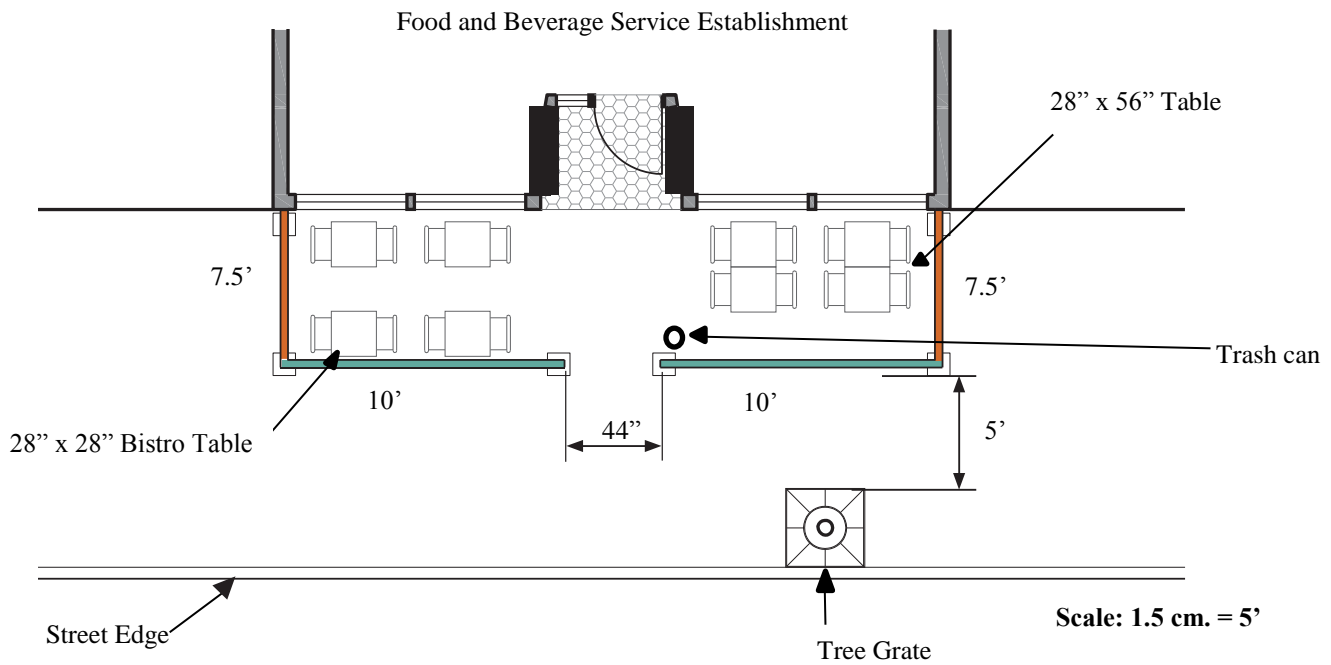 Food and Beverage Service Establishment
28” x 56” Table
7.5’
7.5’
Trash can
10’
10’
28” x 28” Bistro Table
44”
5’
Scale: 1.5 cm. = 5’
Street Edge
Tree Grate